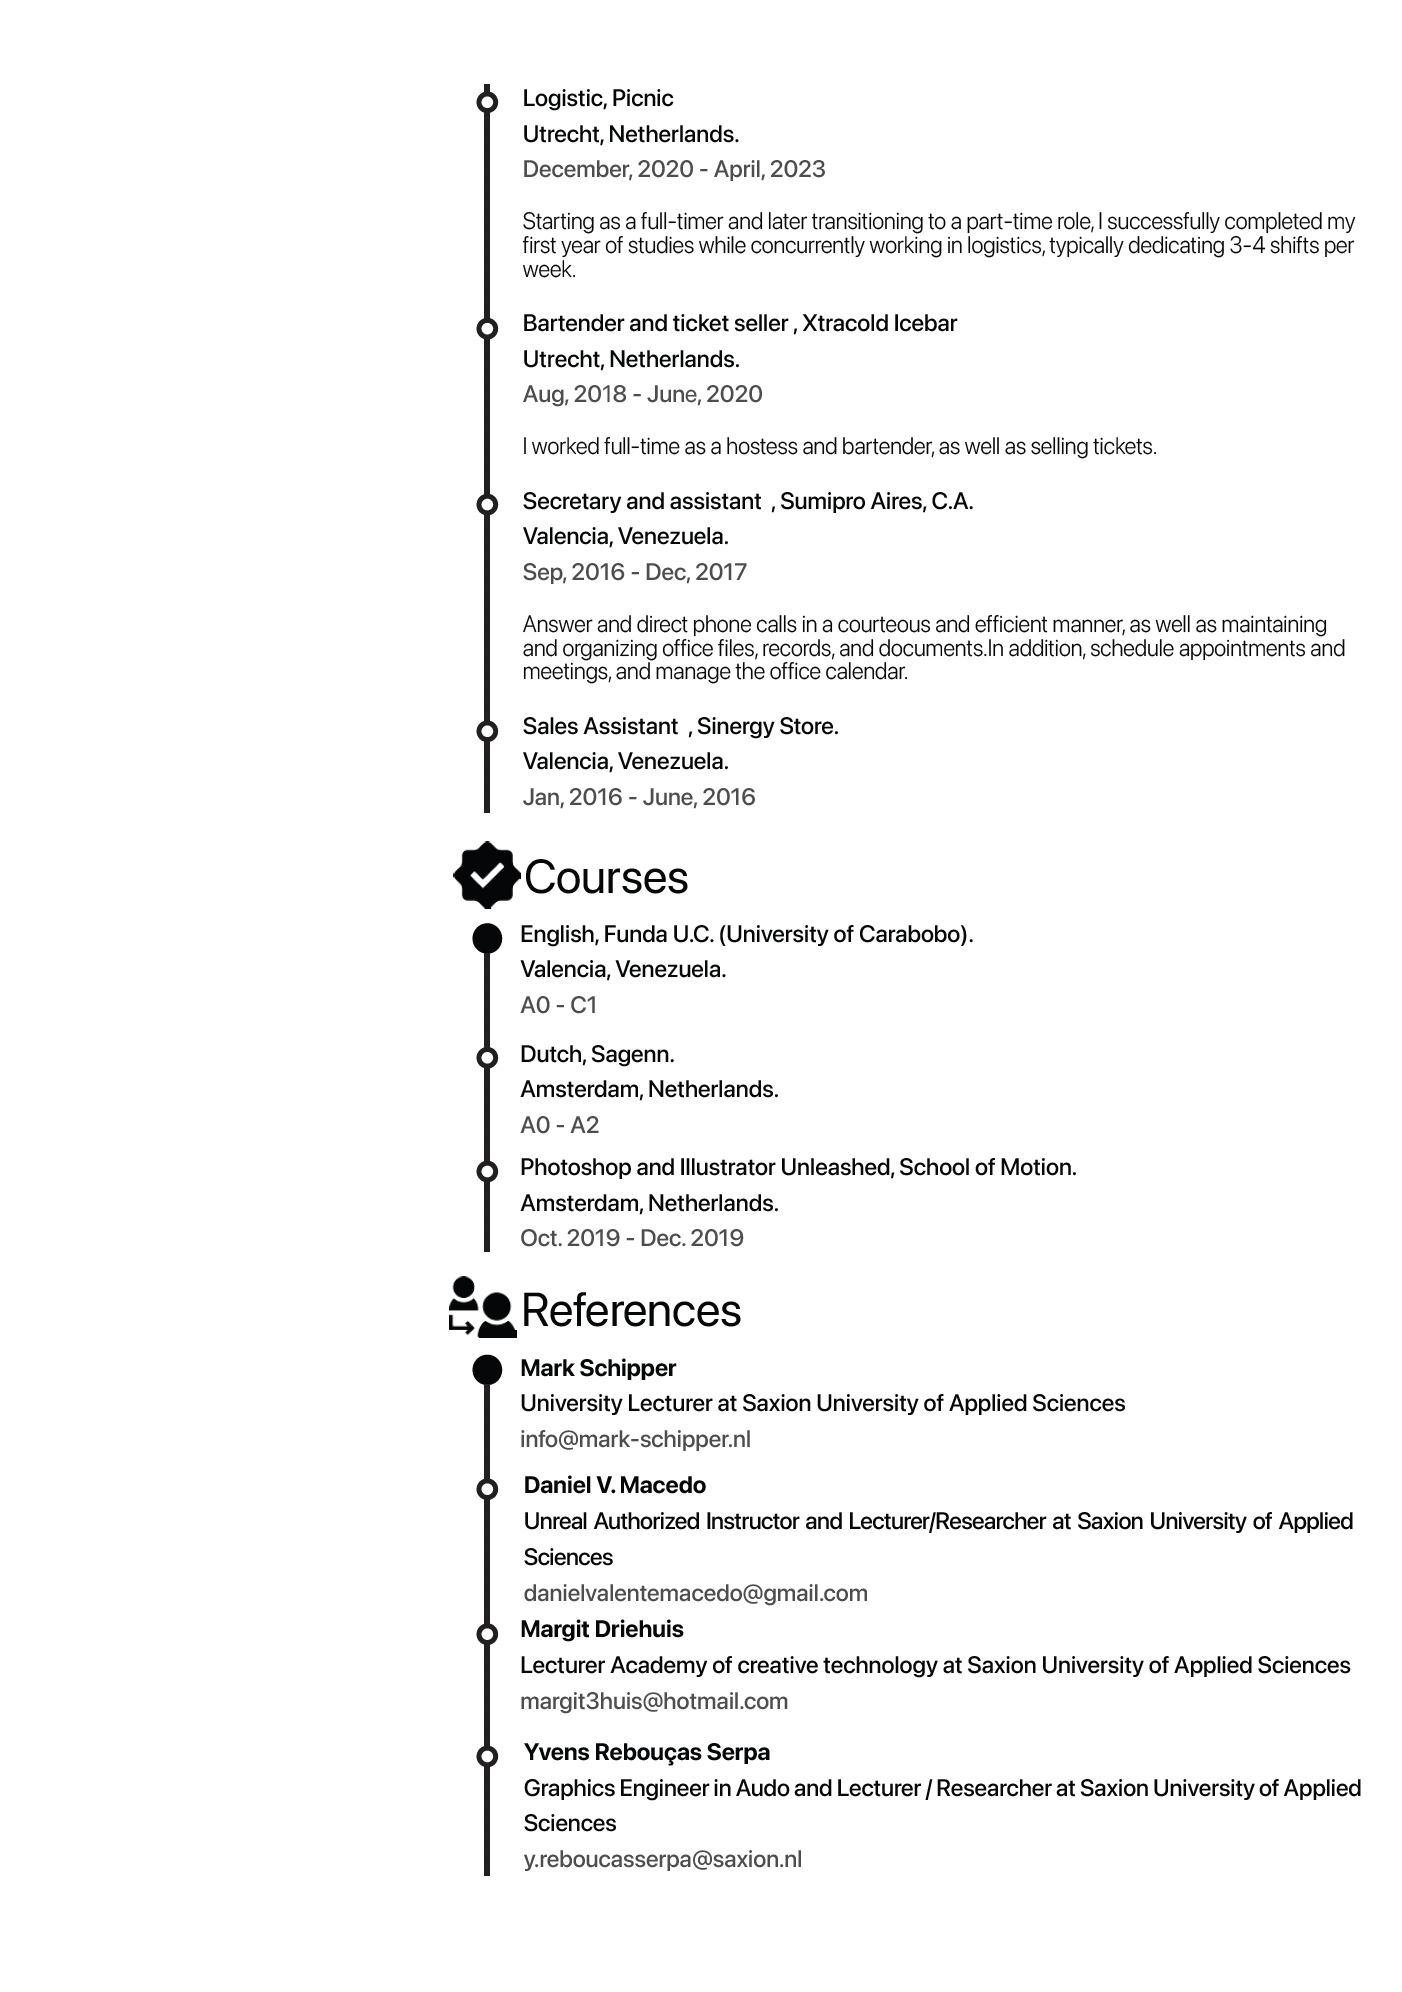 Logistic, Picnic
Utrecht, Netherlands.
December, 2020 - April, 2023
Starting as a full-timer and later transitioning to a part-time role, I successfully completed my
first year of studies while concurrently working in logistics, typically dedicating 3-4 shifts per
week.
Bartender and ticket seller , Xtracold Icebar
Utrecht, Netherlands.
Aug, 2018 - June, 2020
I worked full-time as a hostess and bartender, as well as selling tickets.
Secretary and assistant , Sumipro Aires, C.A.
Valencia, Venezuela.
Sep, 2016 - Dec, 2017
Answer and direct phone calls in a courteous and efficient manner, as well as maintaining
and organizing office files, records, and documents.In addition, schedule appointments and
meetings, and manage the office calendar.
Sales Assistant , Sinergy Store.
Valencia, Venezuela.
Jan, 2016 - June, 2016
Courses
English, Funda U.C. (University of Carabobo).
Valencia, Venezuela.
A0 - C1
Dutch, Sagenn.
Amsterdam, Netherlands.
A0 - A2
Photoshop and Illustrator Unleashed, School of Motion.
Amsterdam, Netherlands.
Oct. 2019 - Dec. 2019
References
Mark Schipper
University Lecturer at Saxion University of Applied Sciences
info@mark-schipper.nl
Daniel V. Macedo
Unreal Authorized Instructor and Lecturer/Researcher at Saxion University of Applied
Sciences
danielvalentemacedo@gmail.com
Margit Driehuis
Lecturer Academy of creative technology at Saxion University of Applied Sciences
margit3huis@hotmail.com
Yvens Rebouças Serpa
Graphics Engineer in Audo and Lecturer / Researcher at Saxion University of Applied
Sciences
y.reboucasserpa@saxion.nl